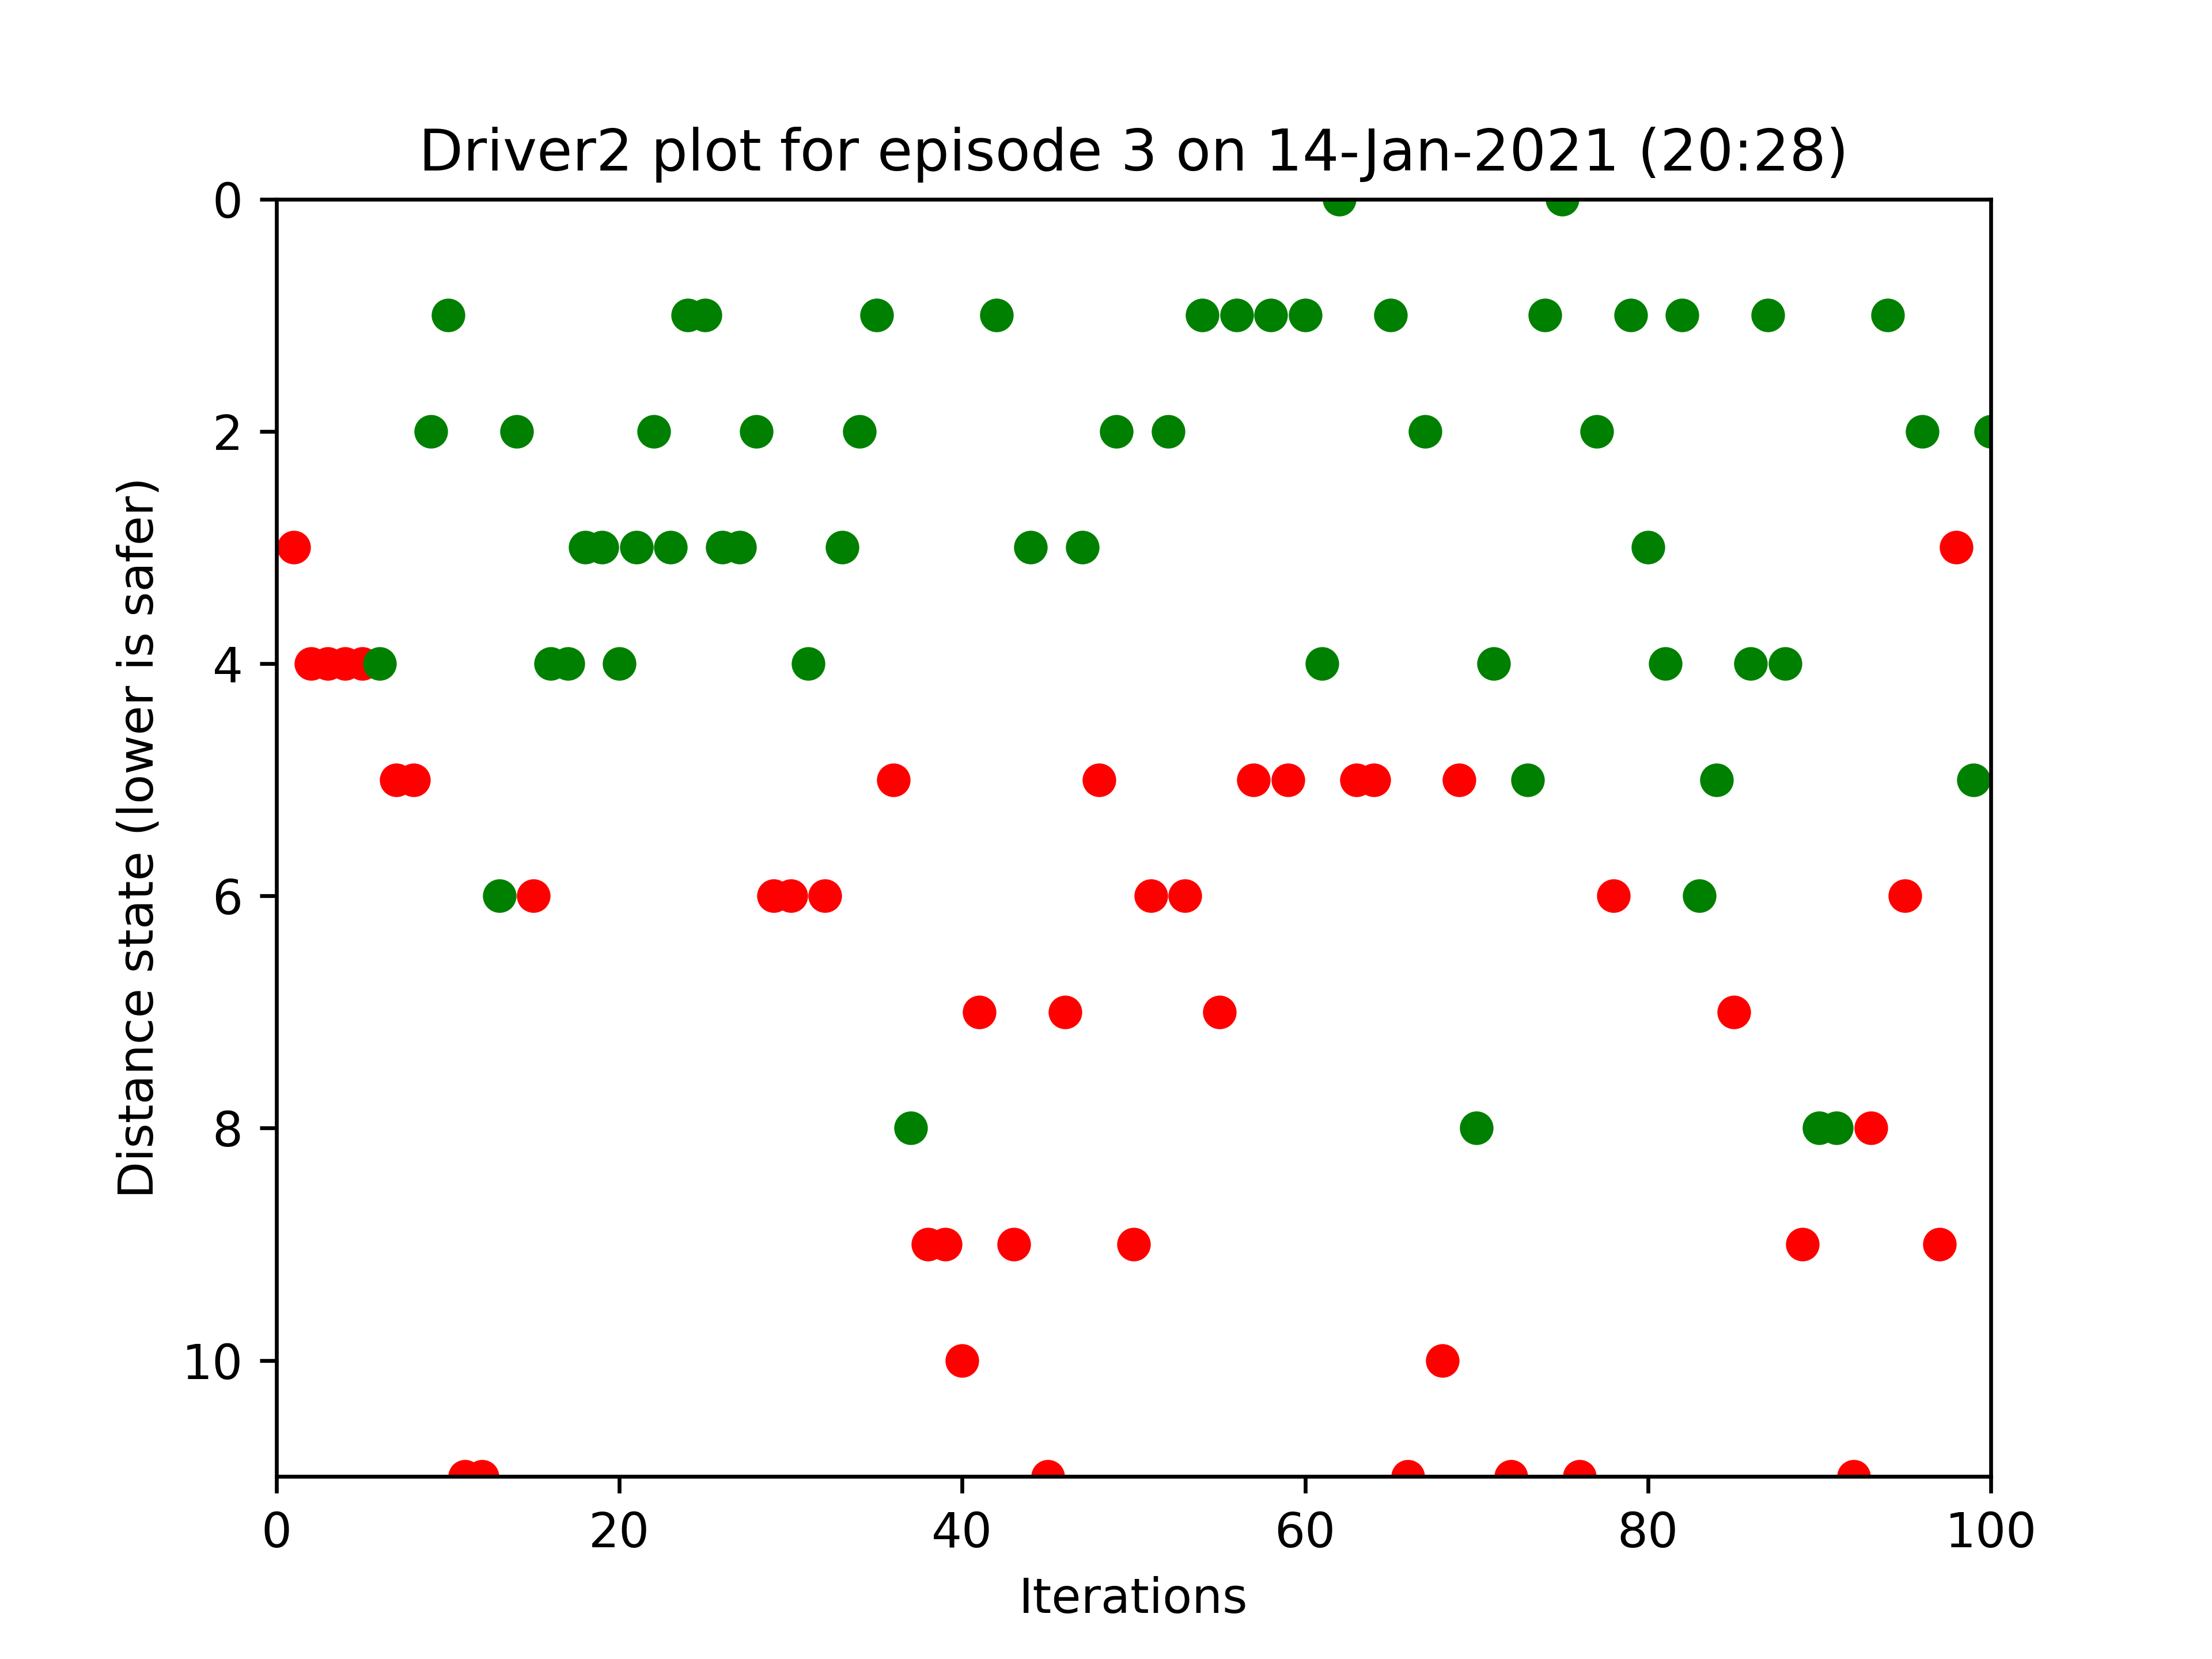 Driver2 plot for episode 3 on 14-Jan-2021 (20:28)
Distance state (lower is safer)
0
2
4
6
8
10
0 20 40 60 80 100
Iterations